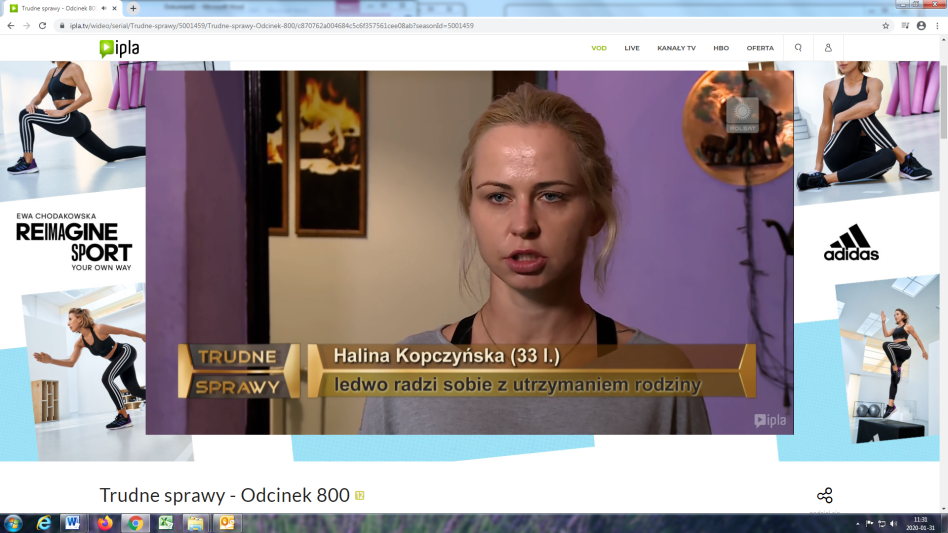 Trudne sprawy - Odcinek 800
ipla.tv/wideo/serial/Trudne-sprawy/5001459/Trudne-sprawy-Odcinek-800/c870762a004684c5c6f357561cee08ab?seasonId=5001459
ipla
VOD LIVE KANAŁY TV HBO OFERTA
POLSAT
EWA CHODAKOWSKA
REIMAGINE
SPORT
YOUR OWN WAY
adidas
TRUDNE
SPRAWY
Halina Kopczyńska (33 l.)
ledwo radzi sobie z utrzymaniem rodziny
ipla
Trudne sprawy - Odcinek 800
11:31
2020-01-31